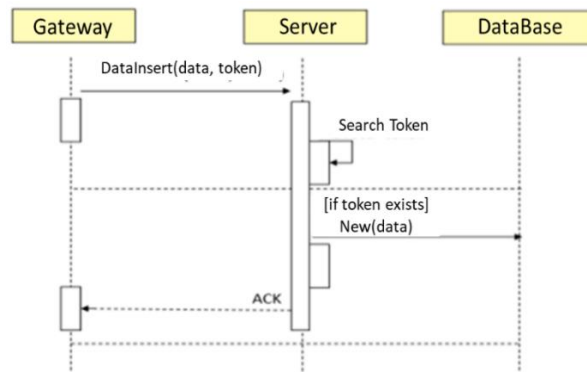 Gateway
Server
DataBase
DataInsert(data, token)
Search Token
[if token exists]
New(data)
ACK